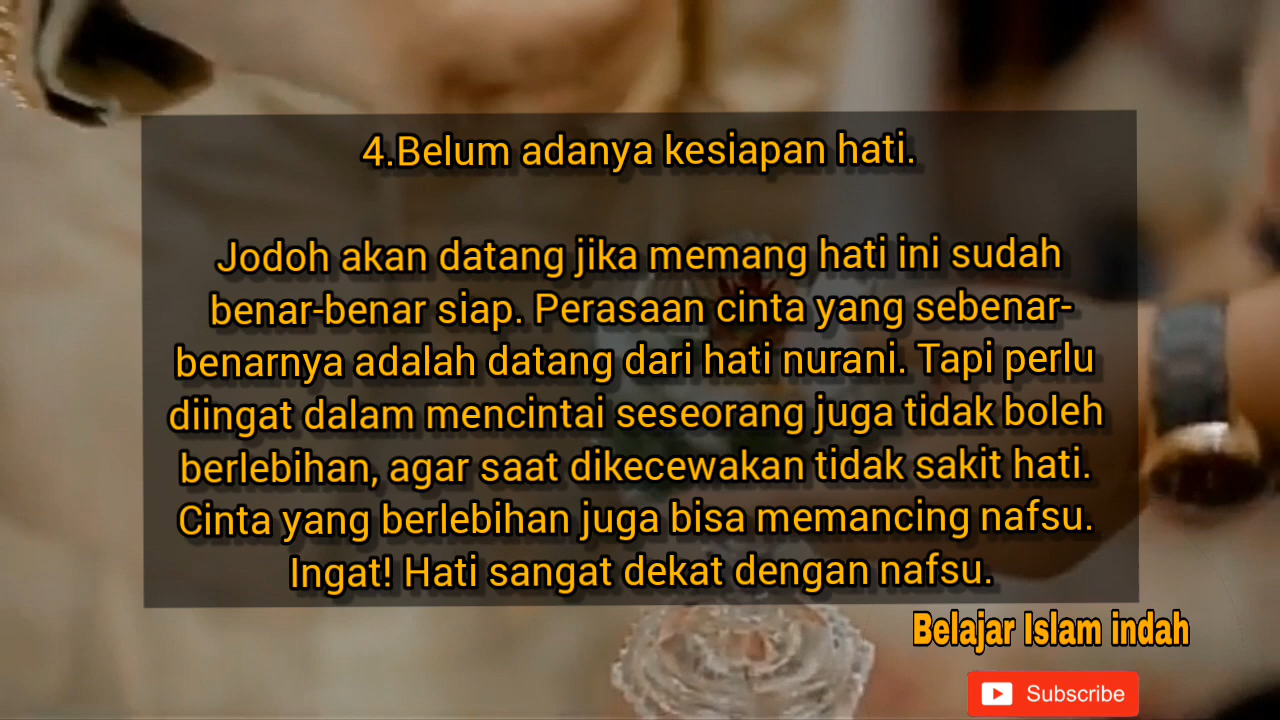 4.Belum adanya kesiapan hati.
Jodoh akan datang jika memang hati ini sudah
benar-benar siap. Perasaan cinta yang sebenar-
benarnya adalah datang dari hati nurani. Tapi perlu
diingat dalam mencintai seseorang juga tidak boleh
berlebihan, agar saat dikecewakan tidak sakit hati.
Cinta yang berlebihan juga bisa memancing nafsu.
Ingat! Hati sangat dekat dengan nafsu.
Belajar Islam indah
Subscribe